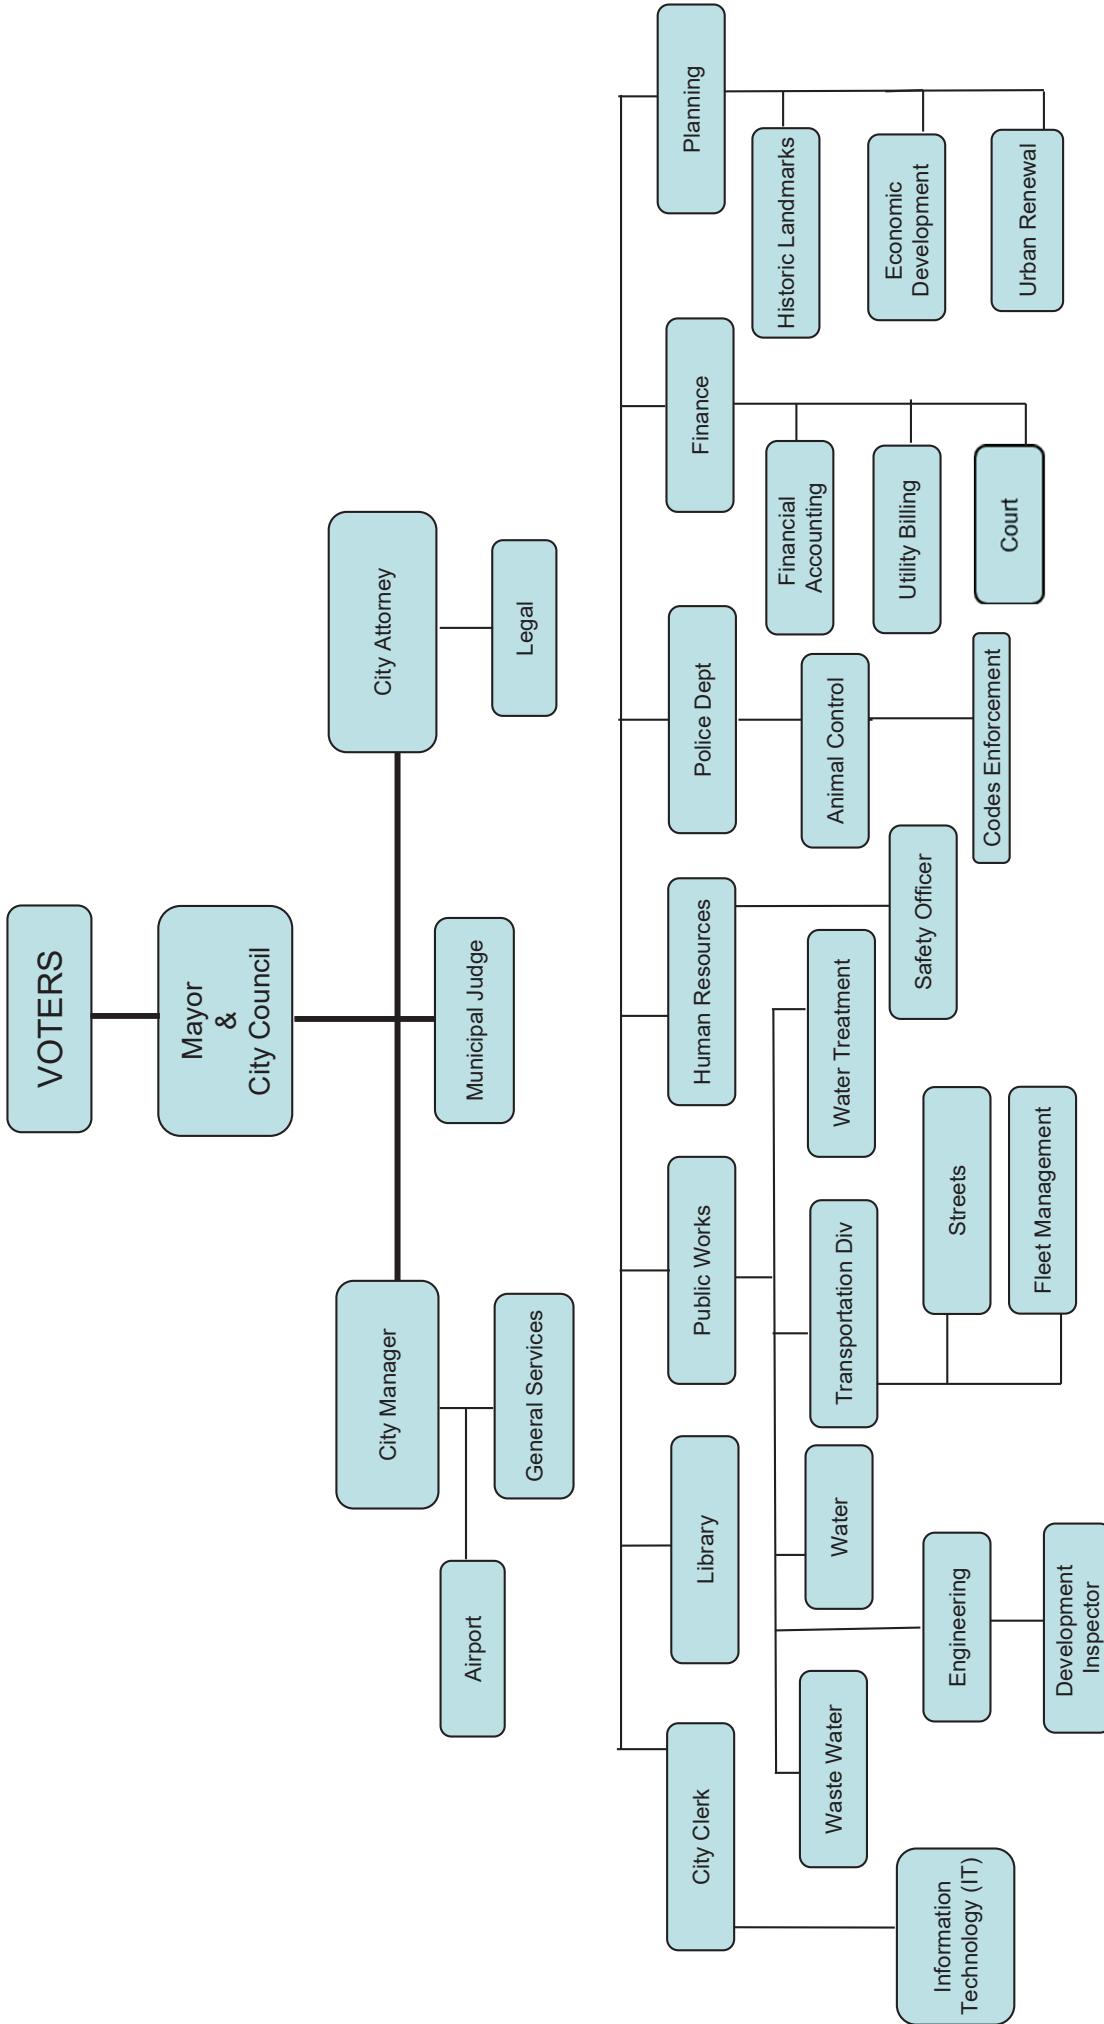 VOTERS
Mayor
&
City Council
City Manager
City Attorney
Airport
General Services
Municipal Judge
Legal
City Clerk
Library
Public Works
Human Resources
Police Dept
Finance
Planning
Information
Technology (IT)
Waste Water
Water
Transportation Div
Water Treatment
Engineering
Development
Inspector
Streets
Fleet Management
Safety Officer
Animal Control
Codes Enforcement
Financial
Accounting
Utility Billing
Court
Historic Landmarks
Economic
Development
Urban Renewal